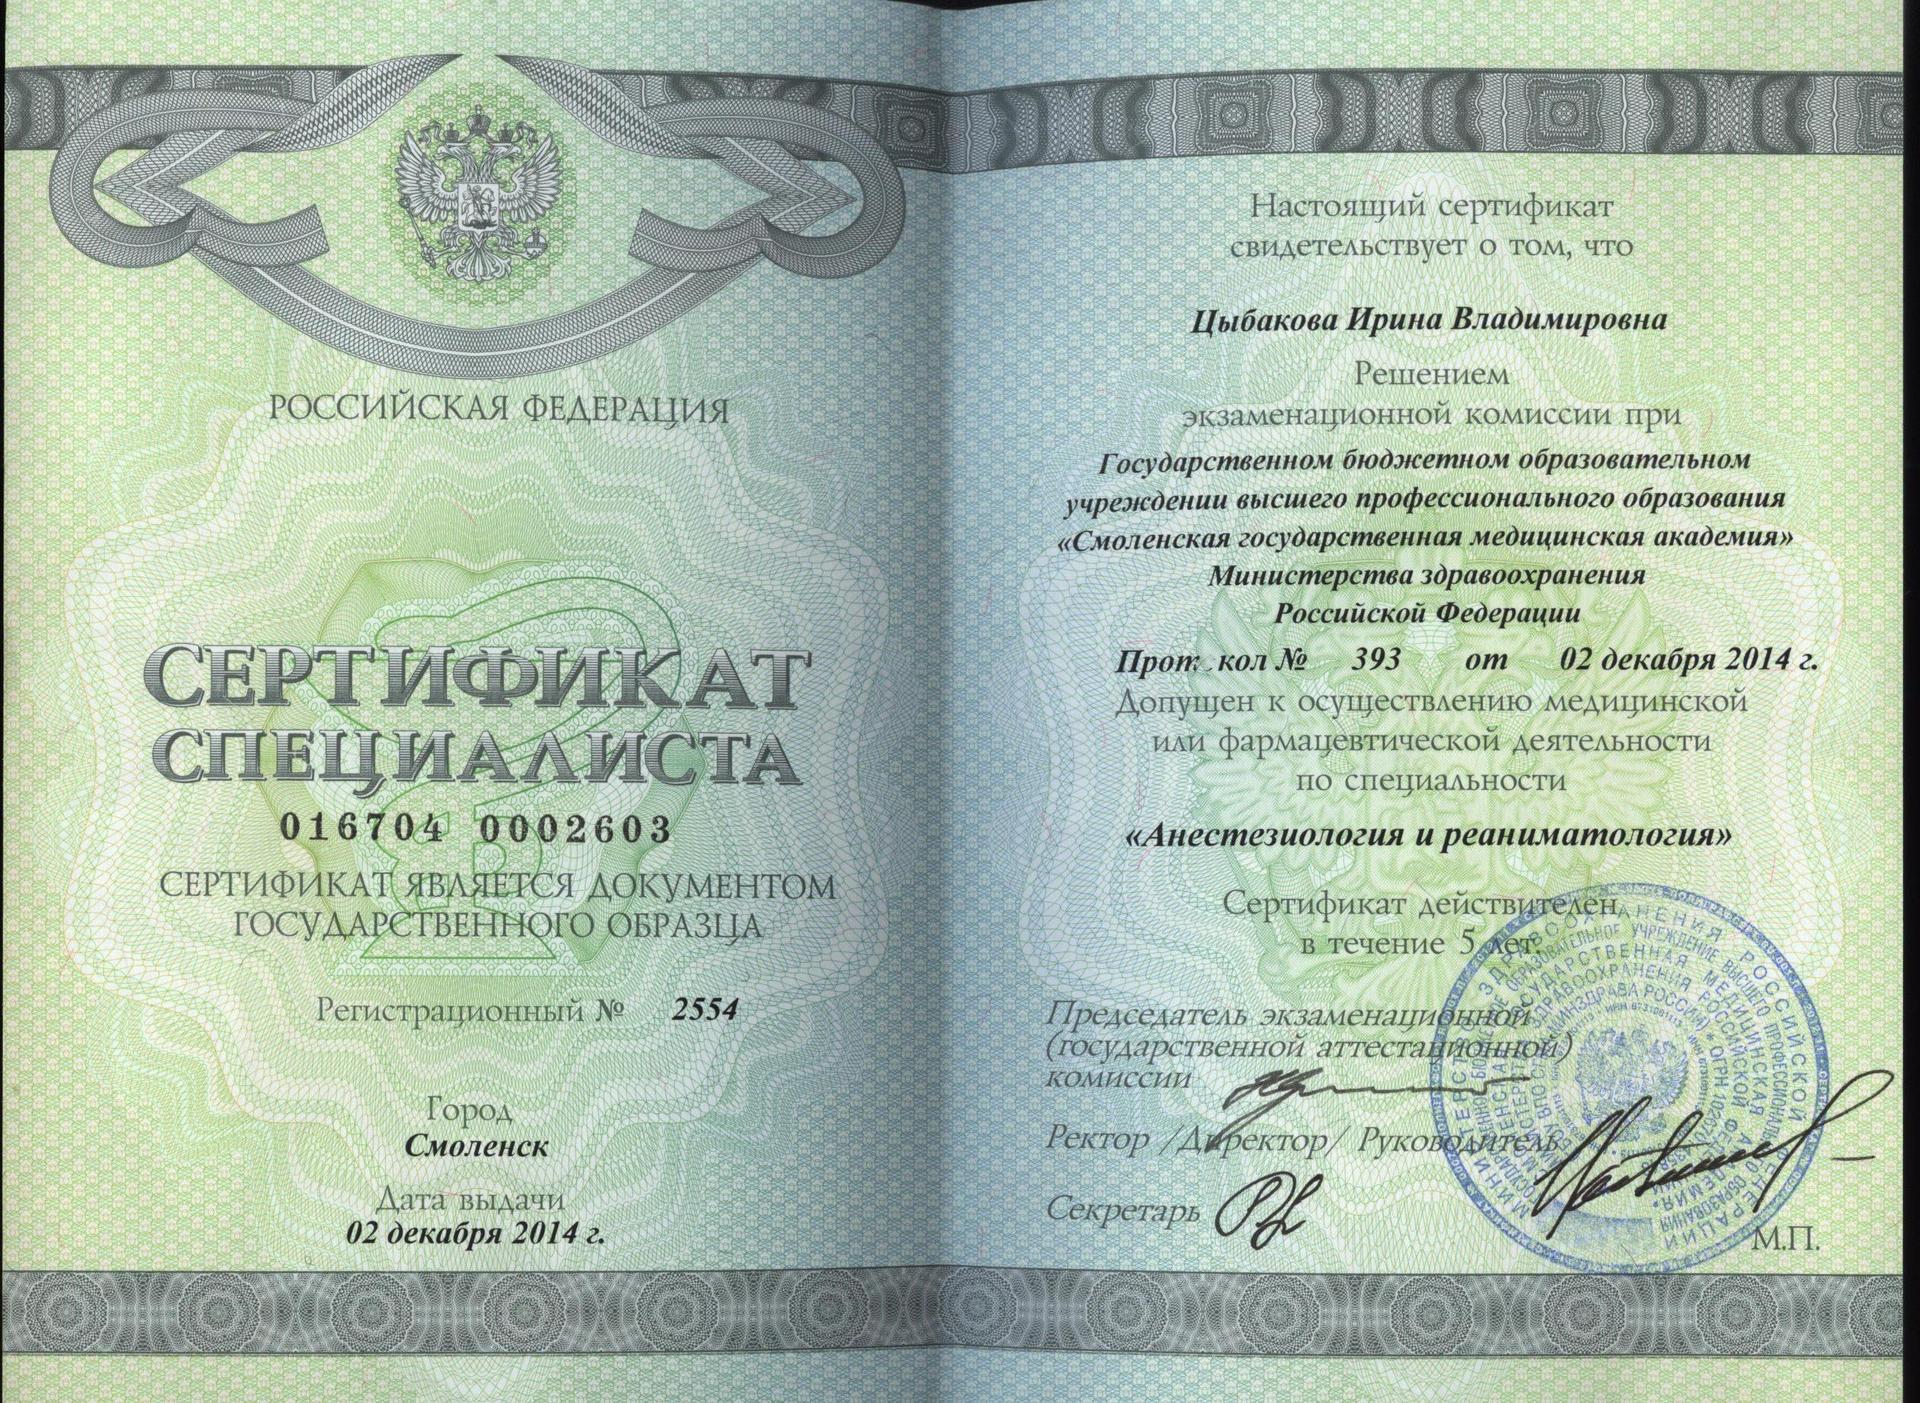 РОССИЙСКАЯ ФЕДЕРАЦИЯ
СЕРТИФИКАТ
СПЕЦИАЛИСТА
016704 0002603
СЕРТИФИКАТ ЯВЛЯЕТСЯ ДОКУМЕНТОМ
ГОСУДАРСТВЕННОГО ОБРАЗЦА
Регистрационный № 2554
Город
Смоленск
Дата выдачи
02 декабря 2014 г.
Настоящий сертификат
свидетельствует о том, что
Цыбакова Ирина Владимировна
Решением
экзаменационной комиссии при
Государственном бюджетном образовательном
учреждении высшего профессионального образования
«Смоленская государственная медицинская академия»
Министерства здравоохранения
Российской Федерации
Прот кол № 393 от 02 декабря 2014 г.
Допущен к осуществлению медицинской
или фармацевтической деятельности
по специальности
«Анестезиология и реаниматология»
Сертификат действителен
в течение 5 лет
Председатель экзаменационной
(государственной аттестационной)
комиссии
Ректор /Директор/ Руководитель
Секретарь
М.П.